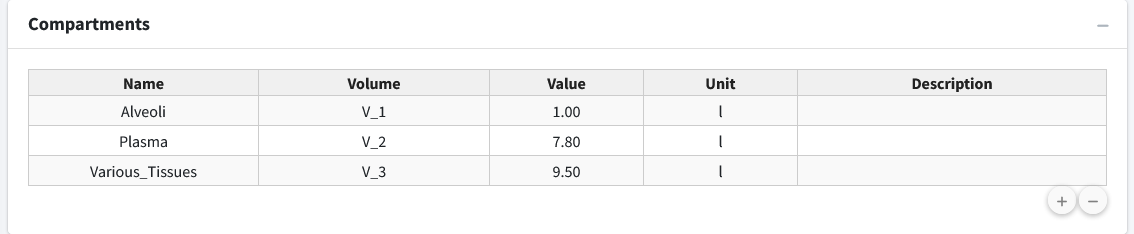 Compartments
Name Volume Value Unit Description
Alveoli V_1 1.00 l
Plasma V_2 7.80 l
Various_Tissues V_3 9.50 l